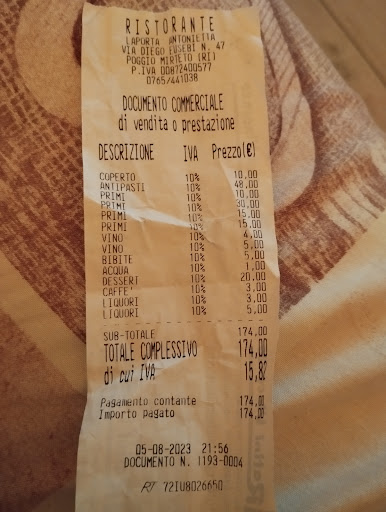 RISTORANTE
LAPORTA ANTONIETTA
VIA DIEGO EUSEBI N. 47
POGGIO MIRTETO (RI)
P.IVA 00872400577
0765/441038
DOCUMENTO COMMERCIALE
di vendita o prestazione
DESCRIZIONE IVA Prezzo(€)
COPERTO 10% 10,00
ANTIPASTI 10% 48,00
PRIMI 10% 10,00
PRIMI 10% 30,00
PRIMI 10% 15,00
PRIMI 10% 15,00
VINO 10% 4,00
VINO 10% 5,00
BIBITE 10% 5,00
ACQUA 10% 1,00
DESSERT 10% 20,00
CAFFE' 10% 3,00
LIQUORI 10% 3,00
LIQUORI 10% 5,00
SUB-TOTALE 174,00
TOTALE COMPLESSIVO 174,00
di cui IVA 15,82
Pagamento contante 174,00
Importo pagato 174,00
05-08-2023 21:56
DOCUMENTO N. 1193-0004
RT 72IU8026650